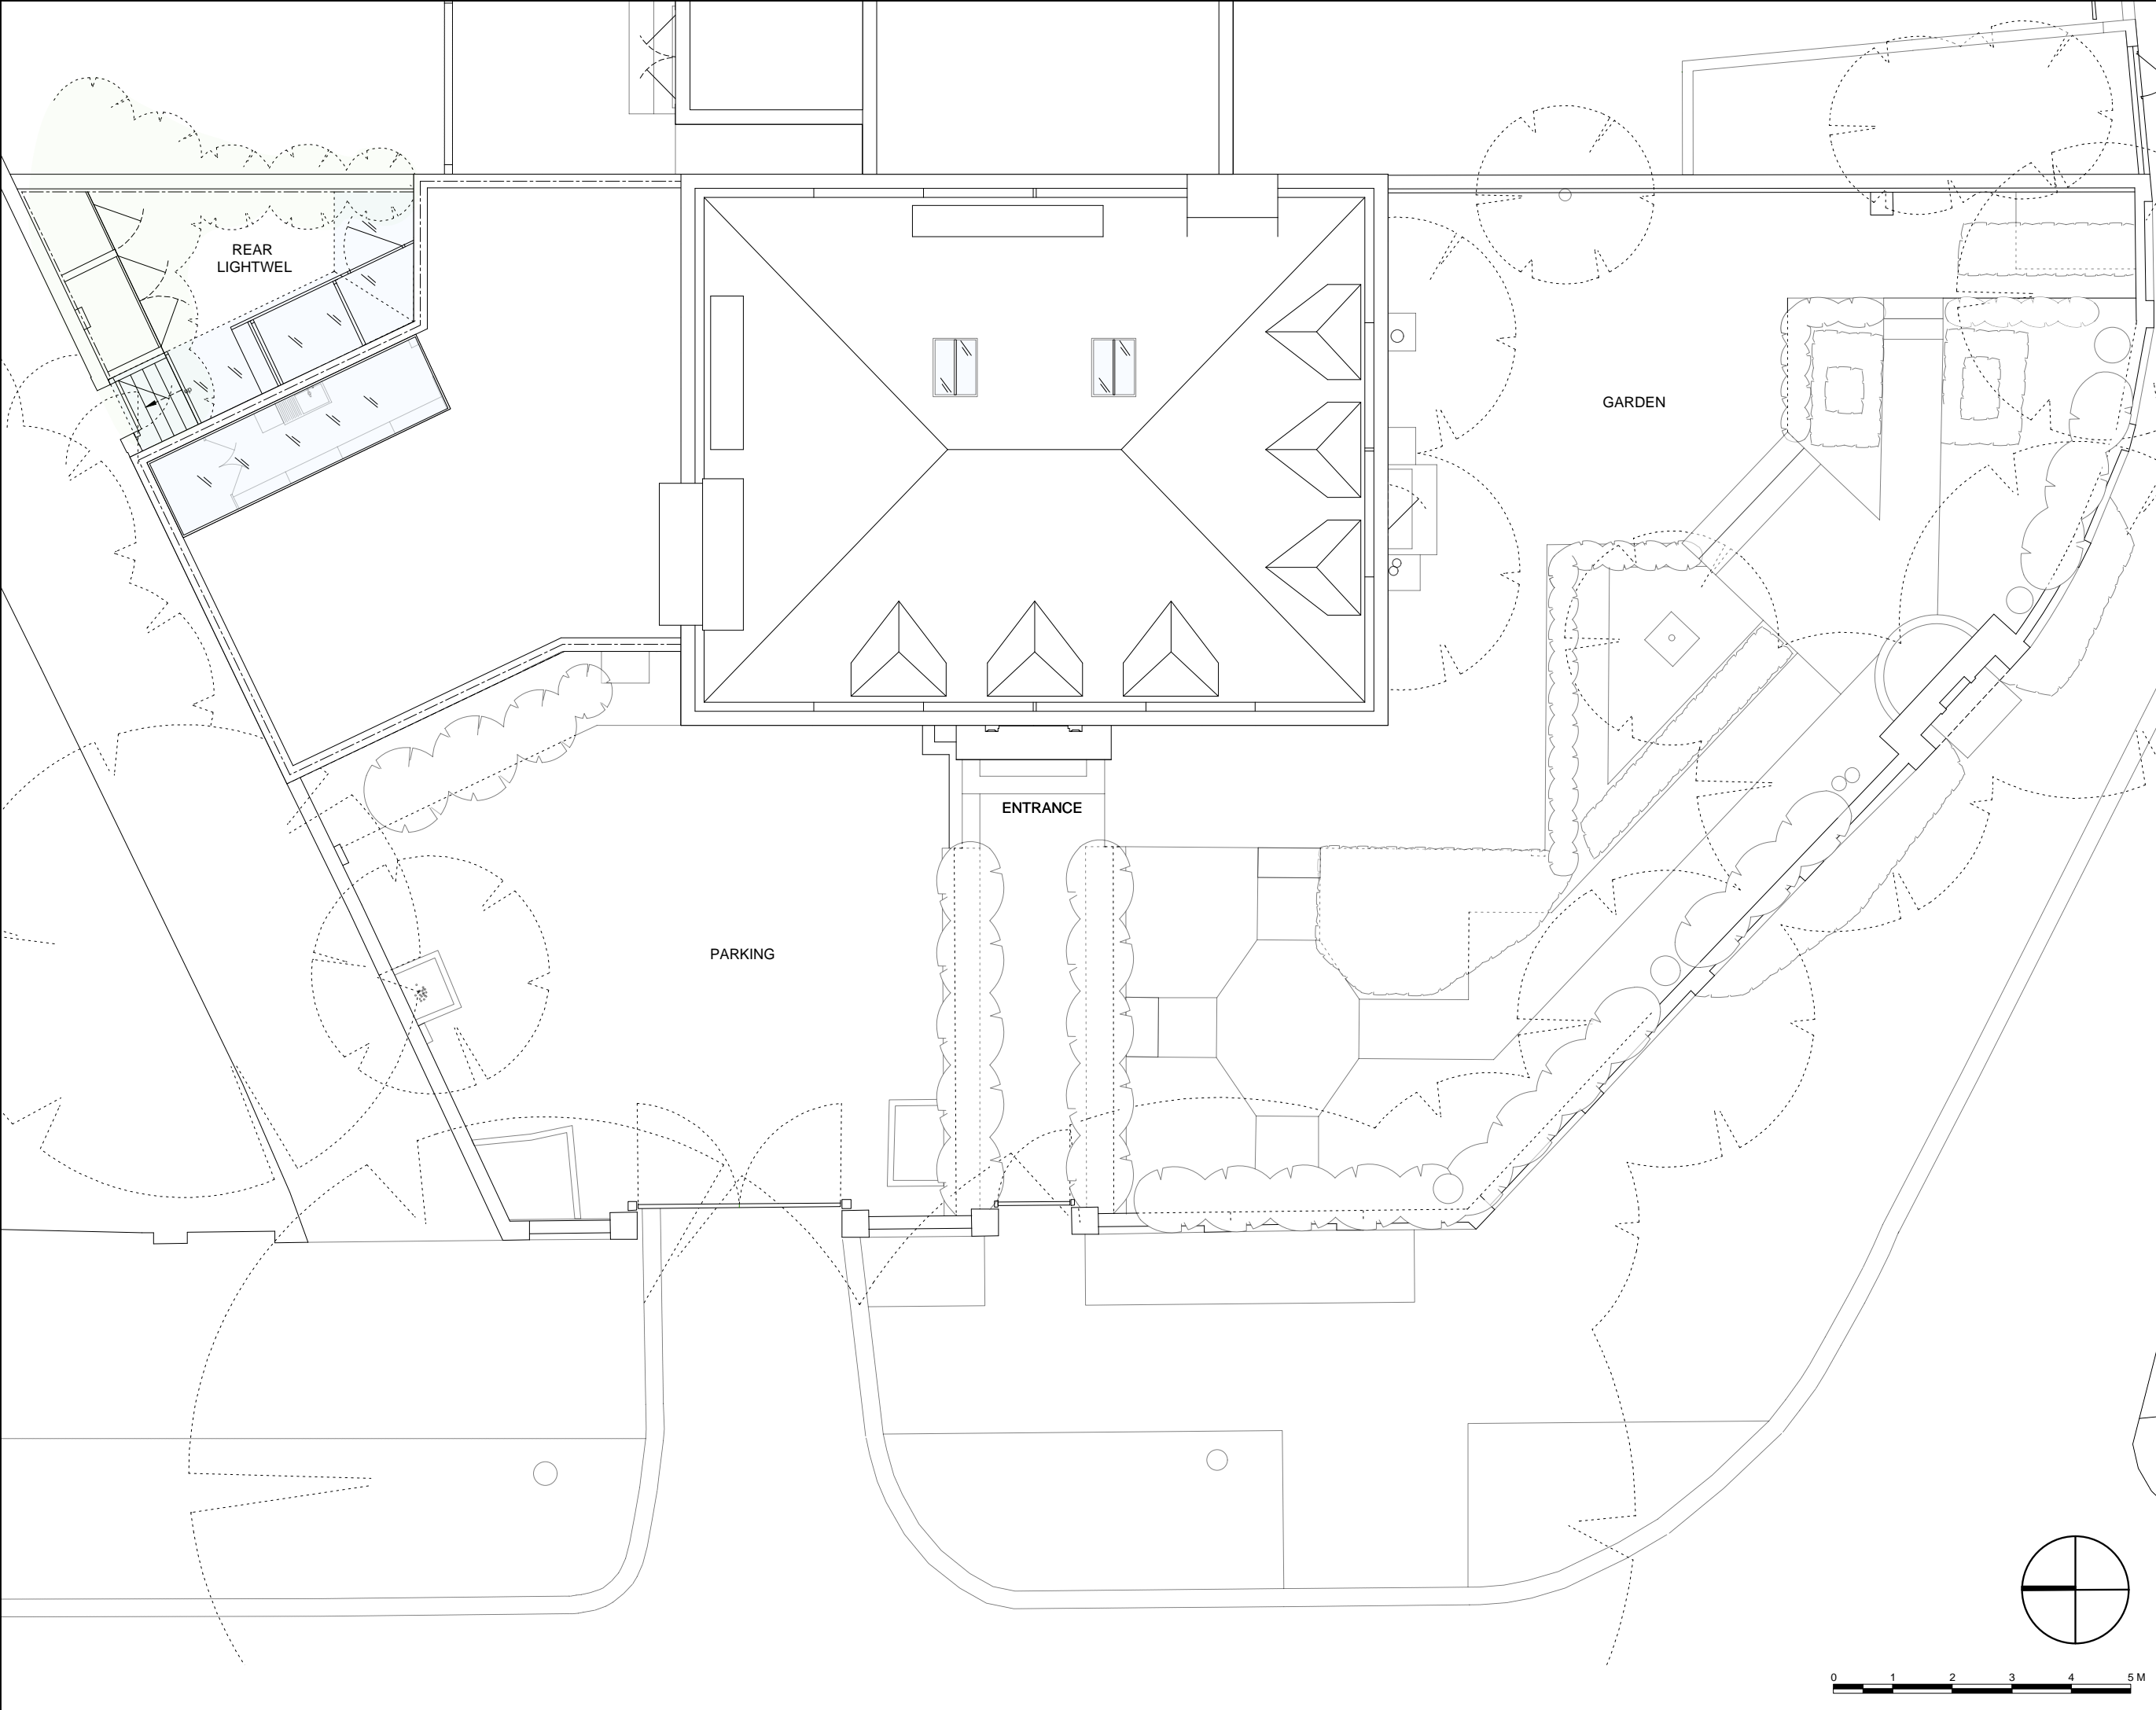 REAR
LIGHTWEL
GARDEN
ENTRANCE
PARKING
0 1 2 3 4 5 M